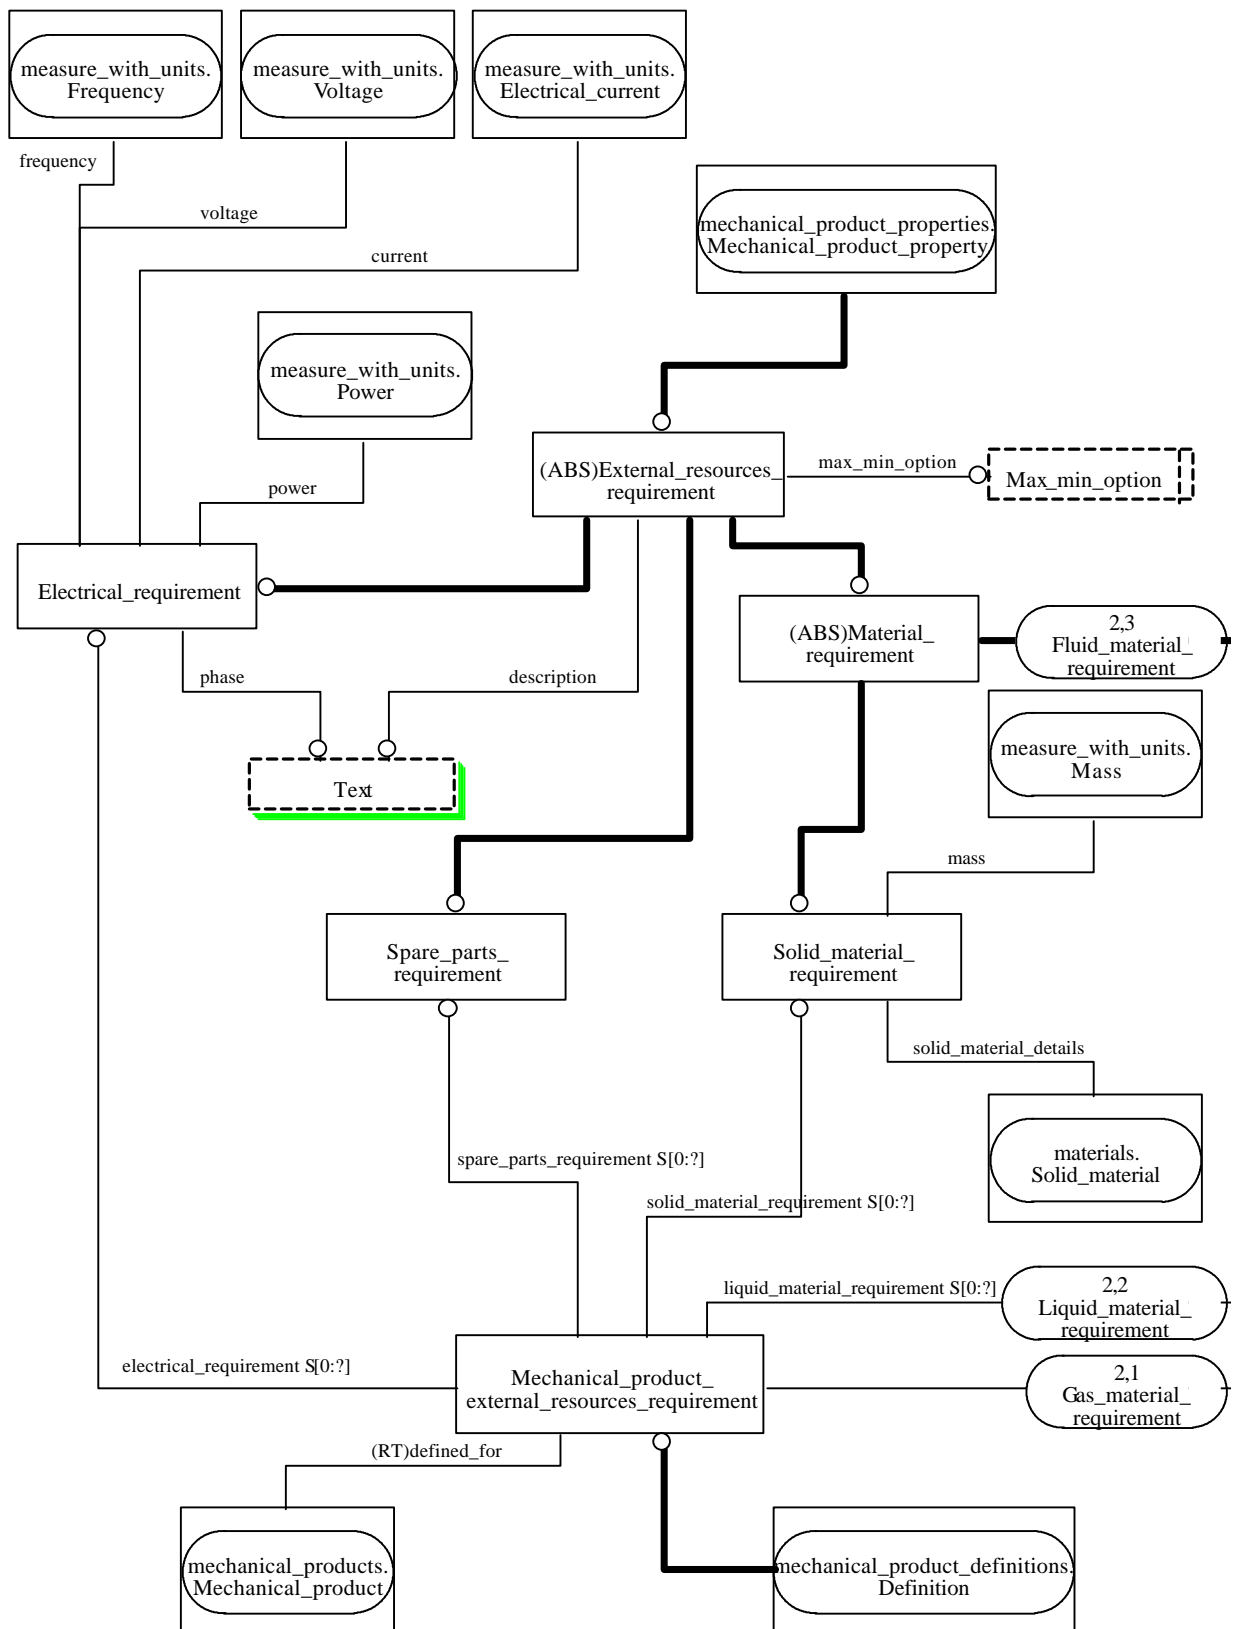 measure_with_units.
Frequency
measure_with_units.
Voltage
measure_with_units.
Electrical_current
frequency
voltage
current
mechanical_product_properties.
Mechanical_product_property
measure_with_units.
Power
power
(ABS)External_resources_
requirement
max_min_option
Max_min_option
Electrical_requirement
(ABS)Material_
requirement
2,3
Fluid_material_
requirement
phase
description
Text
measure_with_units.
Mass
mass
Spare_parts_
requirement
Solid_material_
requirement
solid_material_details
materials.
Solid_material
spare_parts_requirement S[0:?]
solid_material_requirement S[0:?]
liquid_material_requirement S[0:?]
2,2
Liquid_material_
requirement
electrical_requirement S[0:?]
Mechanical_product_
external_resources_requirement
2,1
Gas_material_
requirement
(RT)defined_for
mechanical_products.
Mechanical_product
mechanical_product_definitions.
Definition